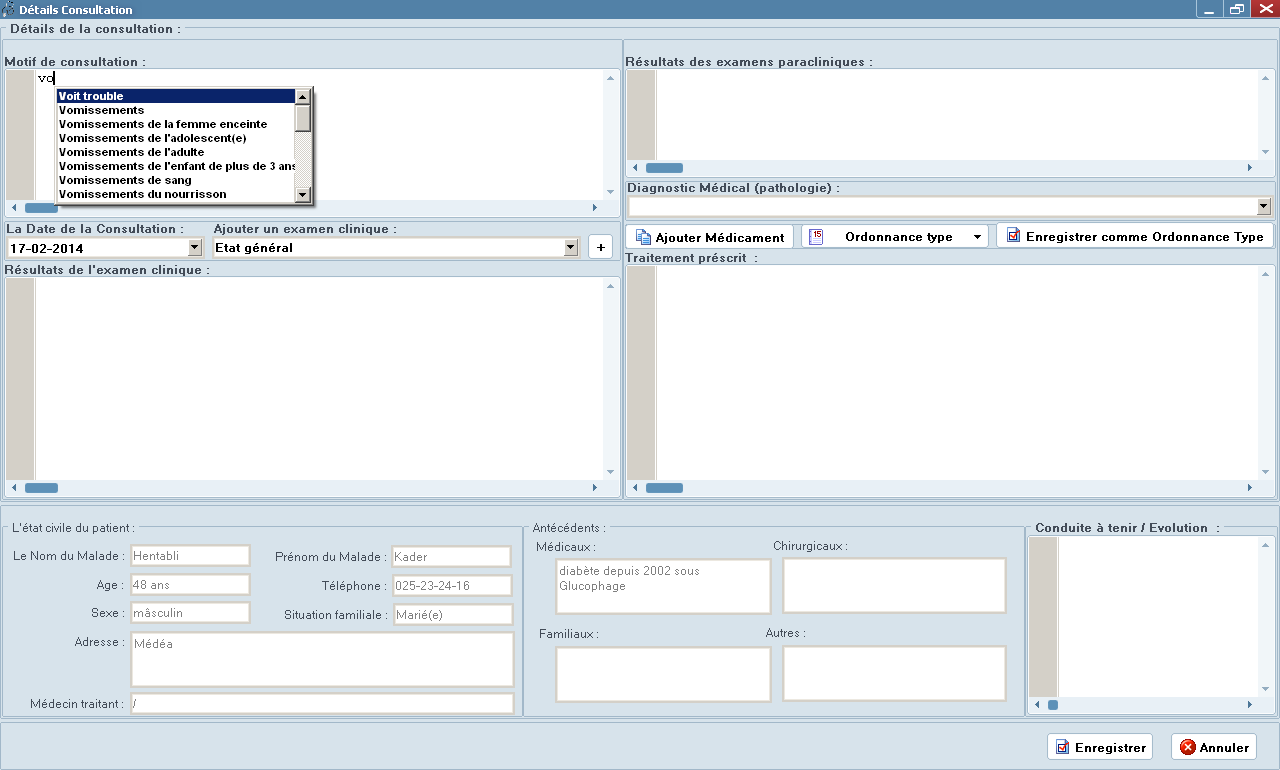 Détails Consultation
Détails de la consultation :
Motif de consultation :
vo
Voit trouble
Vomissements
Vomissements de la femme enceinte
Vomissements de l'adolescent(e)
Vomissements de l'adulte
Vomissements de l'enfant de plus de 3 ans
Vomissements de sang
Vomissements du nourrisson
La Date de la Consultation :
17-02-2014
Ajouter un examen clinique :
Etat général
+
Résultats de l'examen clinique :
Résultats des examens paracliniques :
Diagnostic Médical (pathologie) :
Ajouter Médicament
15
Ordonnance type
Enregistrer comme Ordonnance Type
Traitement préscrit :
L'état civile du patient :
Le Nom du Malade : Hentabli
Prénom du Malade : Kader
Age : 48 ans
Téléphone : 025-23-24-16
Sexe : mâsculin
Situation familiale : Marié(e)
Adresse : Médéa
Médecin traitant : /
Antécédents :
Médicaux :
diabète depuis 2002 sous
Glucophage
Chirurgicaux :
Familiaux :
Autres :
Conduite à tenir / Evolution :
Enregistrer
Annuler